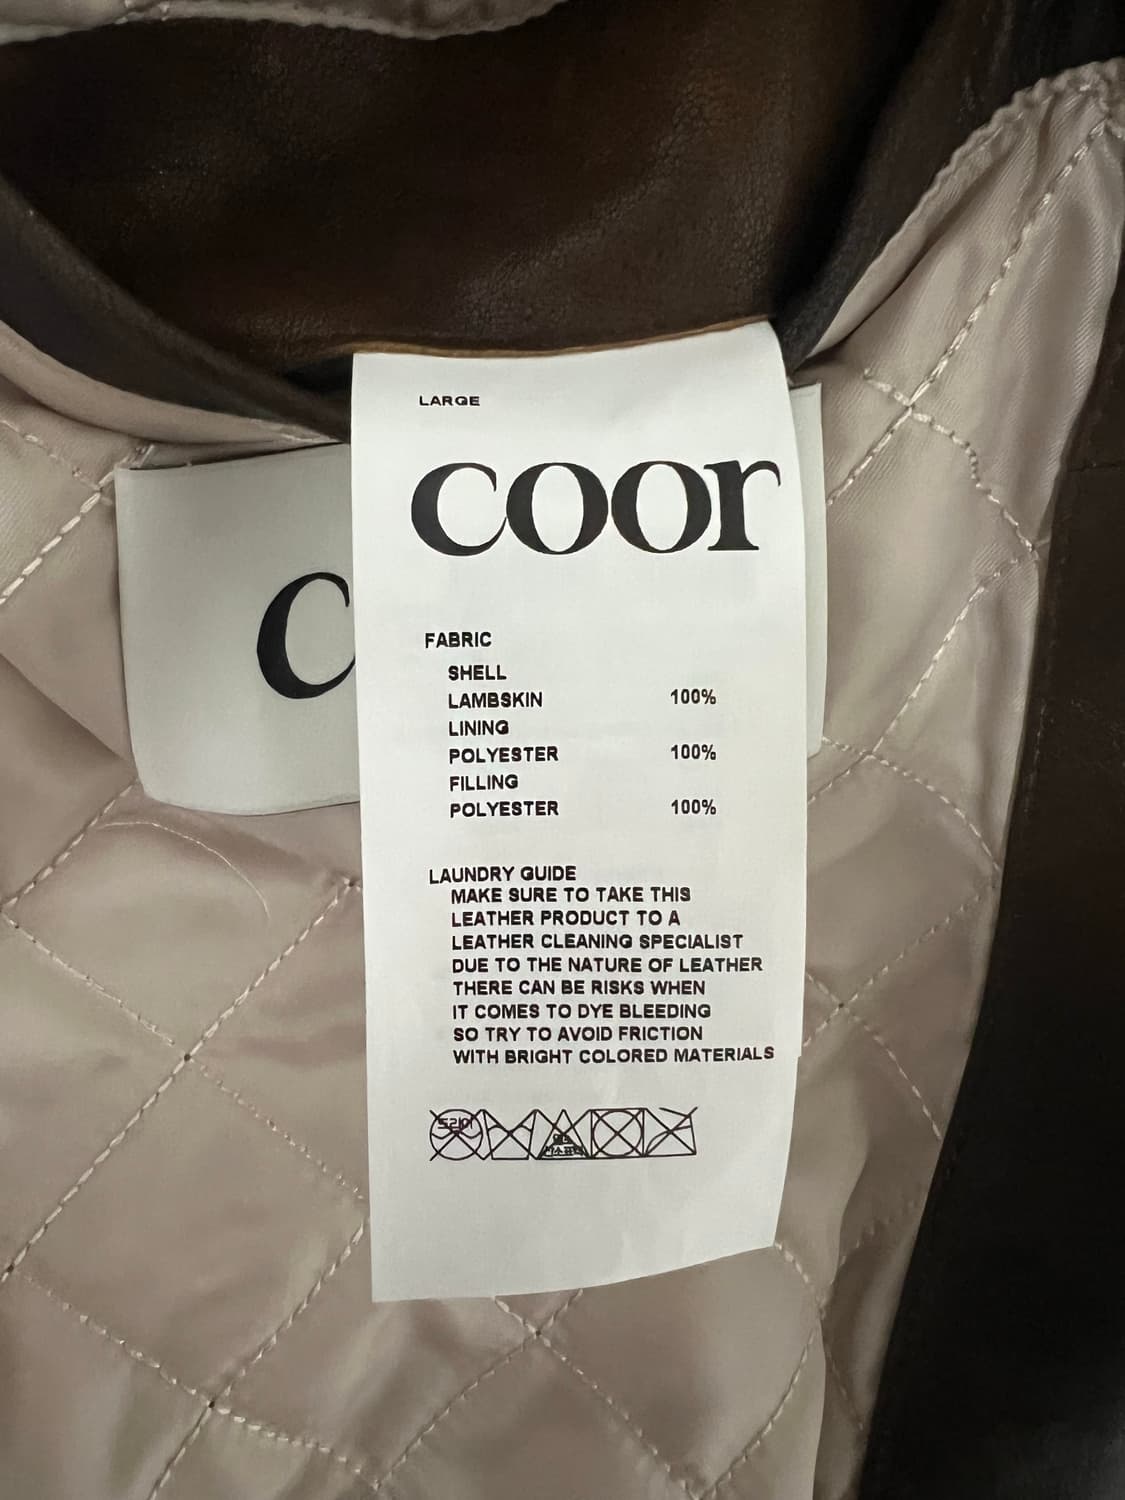 LARGE
coor
C
FABRIC
SHELL
LAMBSKIN 100%
LINING
POLYESTER 100%
FILLING
POLYESTER 100%
LAUNDRY GUIDE
MAKE SURE TO TAKE THIS
LEATHER PRODUCT TO A
LEATHER CLEANING SPECIALIST
DUE TO THE NATURE OF LEATHER
THERE CAN BE RISKS WHEN
IT COMES TO DYE BLEEDING
SO TRY TO AVOID FRICTION
WITH BRIGHT COLORED MATERIALS